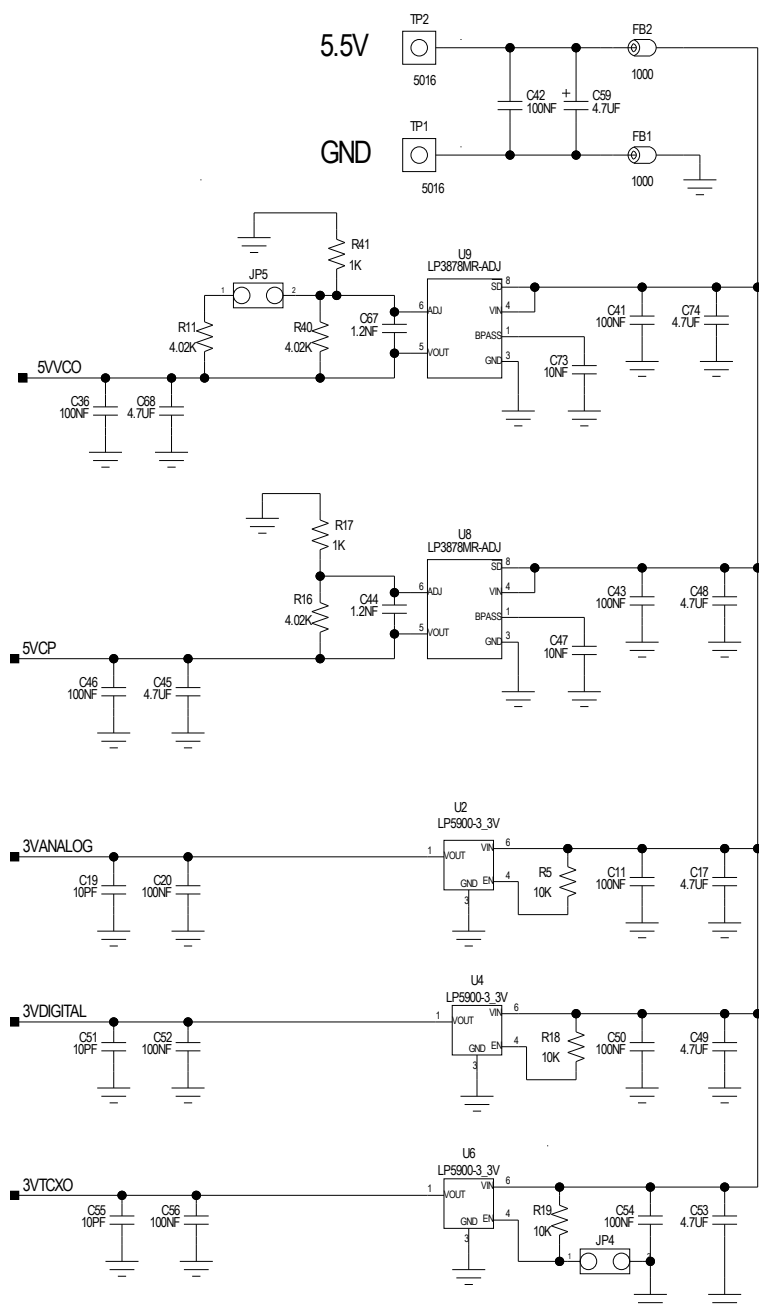 TP2
5.5V
FB2
5016
1000
C42
100NF
+
C59
4.7UF
TP1
FB1
GND
5016
1000
R41
1K
U9
LP3878MR-ADJ
JP5
1 2
R11
4.02K
R40
4.02K
C67
1.2NF
6 ADJ
5 VOUT
SD 8
VIN 4
BPASS 1
GND 3
C73
10NF
C41
100NF
C74
4.7UF
5VVCO
C36
100NF
C68
4.7UF
R17
1K
U8
LP3878MR-ADJ
R16
4.02K
C44
1.2NF
6 ADJ
5 VOUT
SD 8
VIN 4
BPASS 1
GND 3
C47
10NF
C43
100NF
C48
4.7UF
5VCP
C46
100NF
C45
4.7UF
U2
LP5900-3_3V
3VANALOG
1 VOUT
VIN 6
GND EN 4
3
R5
10K
C19
10PF
C20
100NF
C11
100NF
C17
4.7UF
U4
LP5900-3_3V
3VDIGITAL
1 VOUT
VIN 6
GND EN 4
3
R18
10K
C51
10PF
C52
100NF
C50
100NF
C49
4.7UF
U6
LP5900-3_3V
3VTCXO
1 VOUT
VIN 6
GND EN 4
3
R19
10K
C55
10PF
C56
100NF
C54
100NF
C53
4.7UF
JP4
1 2